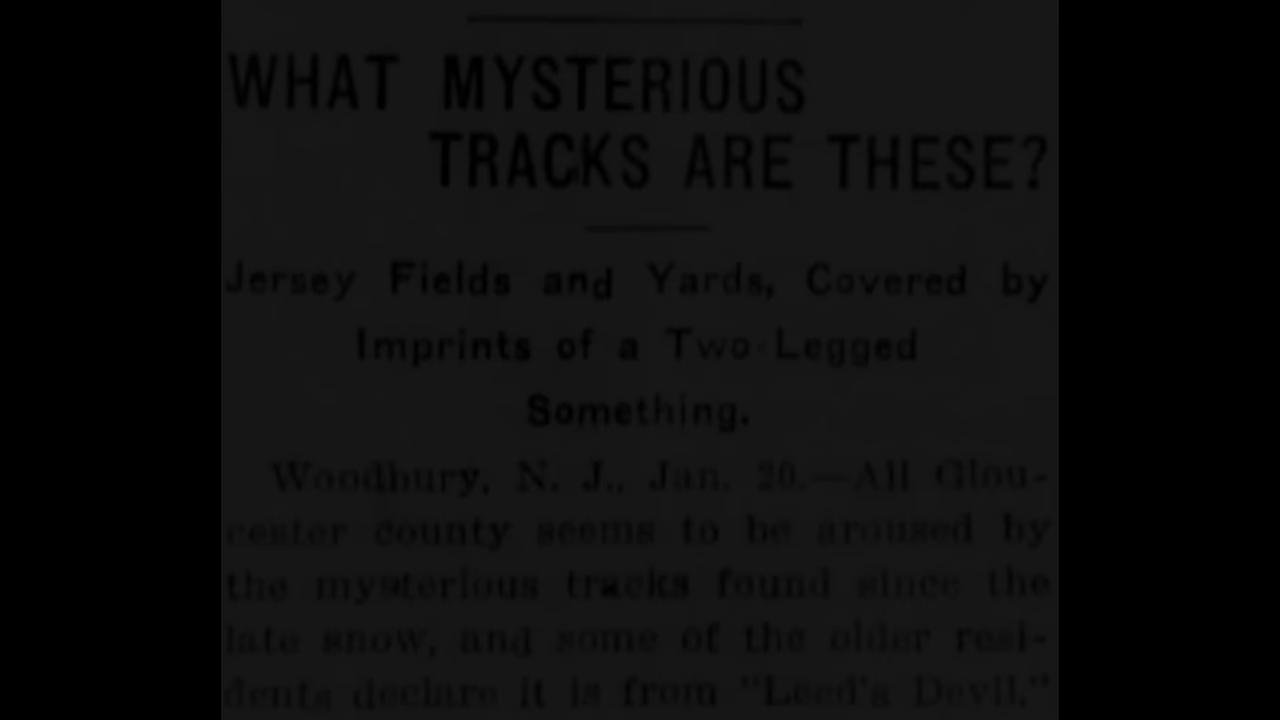 WHAT MYSTERIOUS
TRACKS ARE THESE?
Jersey Fields and Yards, Covered by
Imprints of a Two-Legged
Something.
Woodbury, N. J., Jan. 20.—All Glou-
cester county seems to be aroused by
the mysterious tracks found since the
late snow, and some of the older resi-
dents declare it is from "Leed's Devil,"